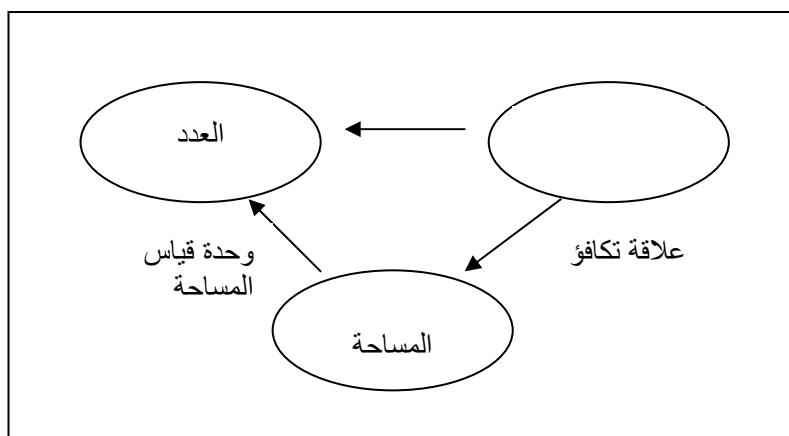 العدد
علاقة تكافؤ
وحدة قياس
المساحة
المساحة